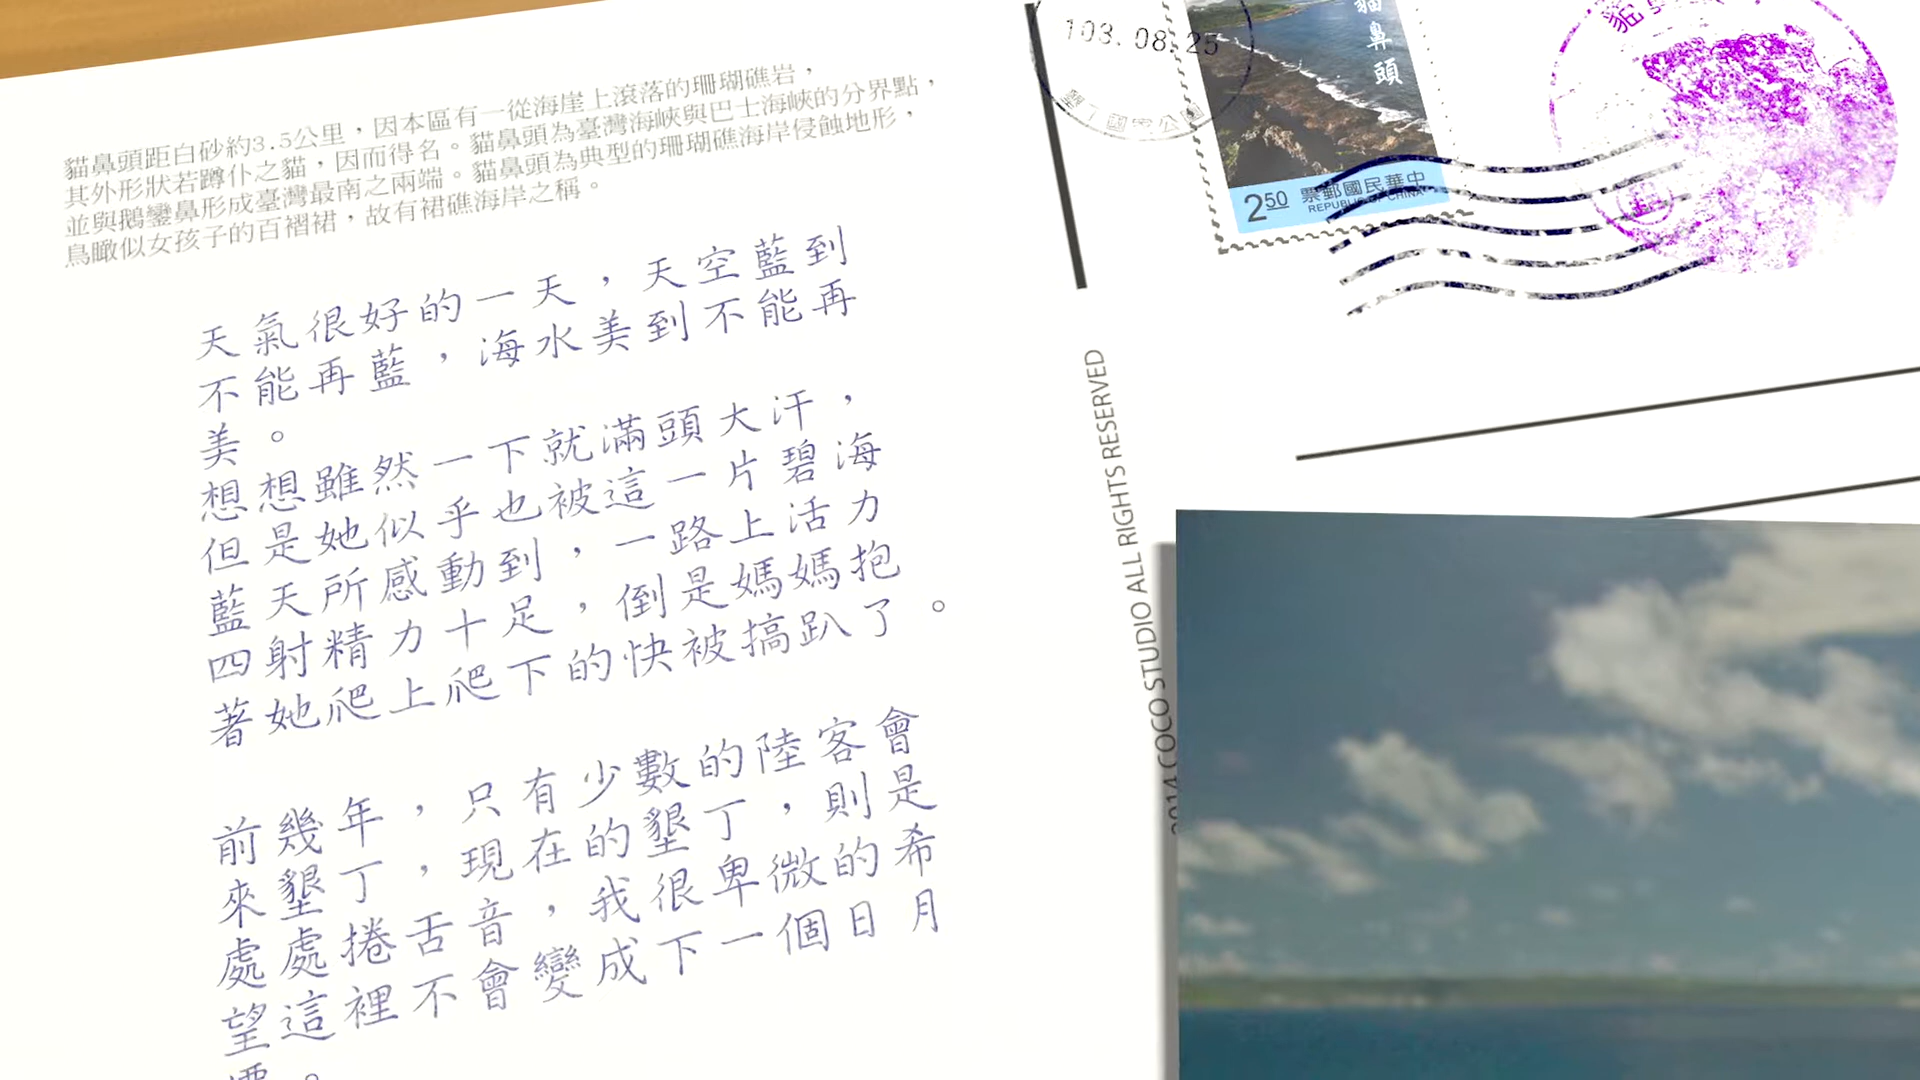 貓鼻頭距白砂約3.5公里，因本區有一從海崖上滾落的珊瑚礁岩，
其外形狀若蹲仆之貓，因而得名。貓鼻頭為臺灣海峽與巴士海峽的分界點，
並與鵝鑾鼻形成臺灣最南之兩端。貓鼻頭為典型的珊瑚礁海岸侵蝕地形，
鳥瞰似女孩子的百褶裙，故有裙礁海岸之稱。
天氣很好的一天，天空藍到
不能再藍，海水美到不能再
美。
想想雖然一下就滿頭大汗，
但是她似乎也被這一片碧海
藍天所感動到，一路上活力
四射精力十足，倒是媽媽抱
著她爬上爬下的快被搞趴了。
前幾年，只有少數的陸客會
來墾丁，現在的墾丁，則是
處處捲舌音，我很卑微的希
望這裡不會變成下一個日月
潭。
103.08.25
墾丁國家公園
貓鼻頭
2.50 票郵國民華中
REPUBLIC OF CHINA
2014 COCO STUDIO ALL RIGHTS RESERVED